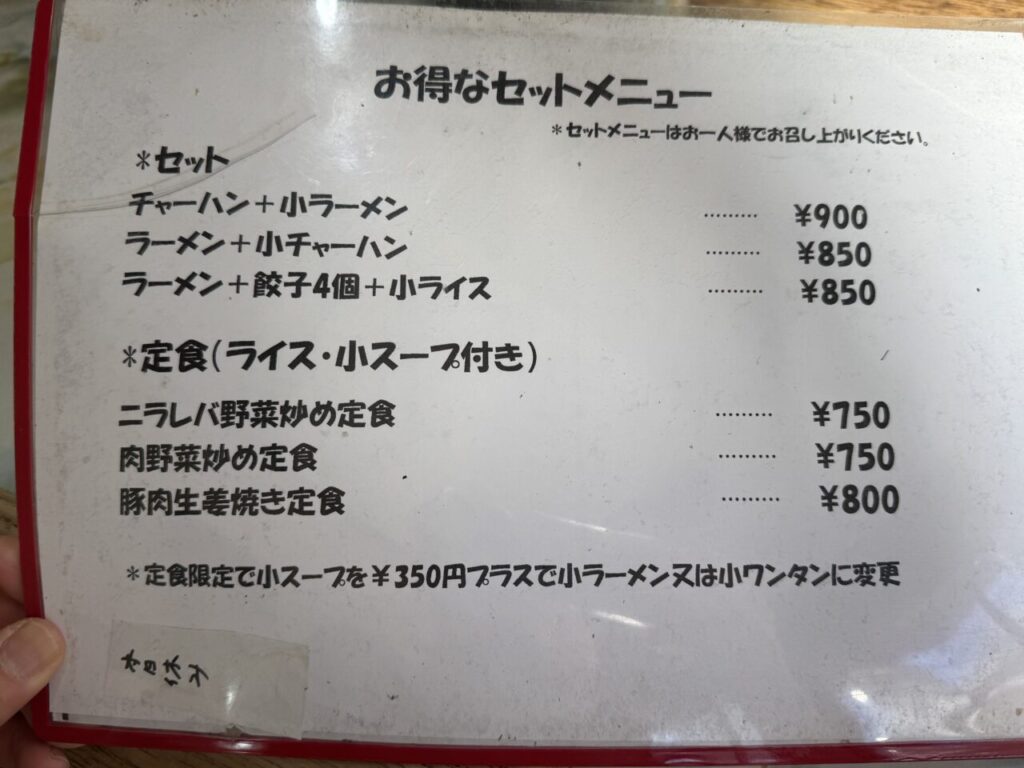 お得なセットメニュー
*セットメニューはお一人様でお召し上がりください。
*セット
チャーハン+小ラーメン ……… ¥900
ラーメン+小チャーハン ……… ¥850
ラーメン+餃子4個+小ライス ……… ¥850
*定食(ライス・小スープ付き)
ニラレバ野菜炒め定食 ……… ¥750
肉野菜炒め定食 ……… ¥750
豚肉生姜焼き定食 ……… ¥800
*定食限定で小スープを¥350円プラスで小ラーメン又は小ワンタンに変更
今日休み